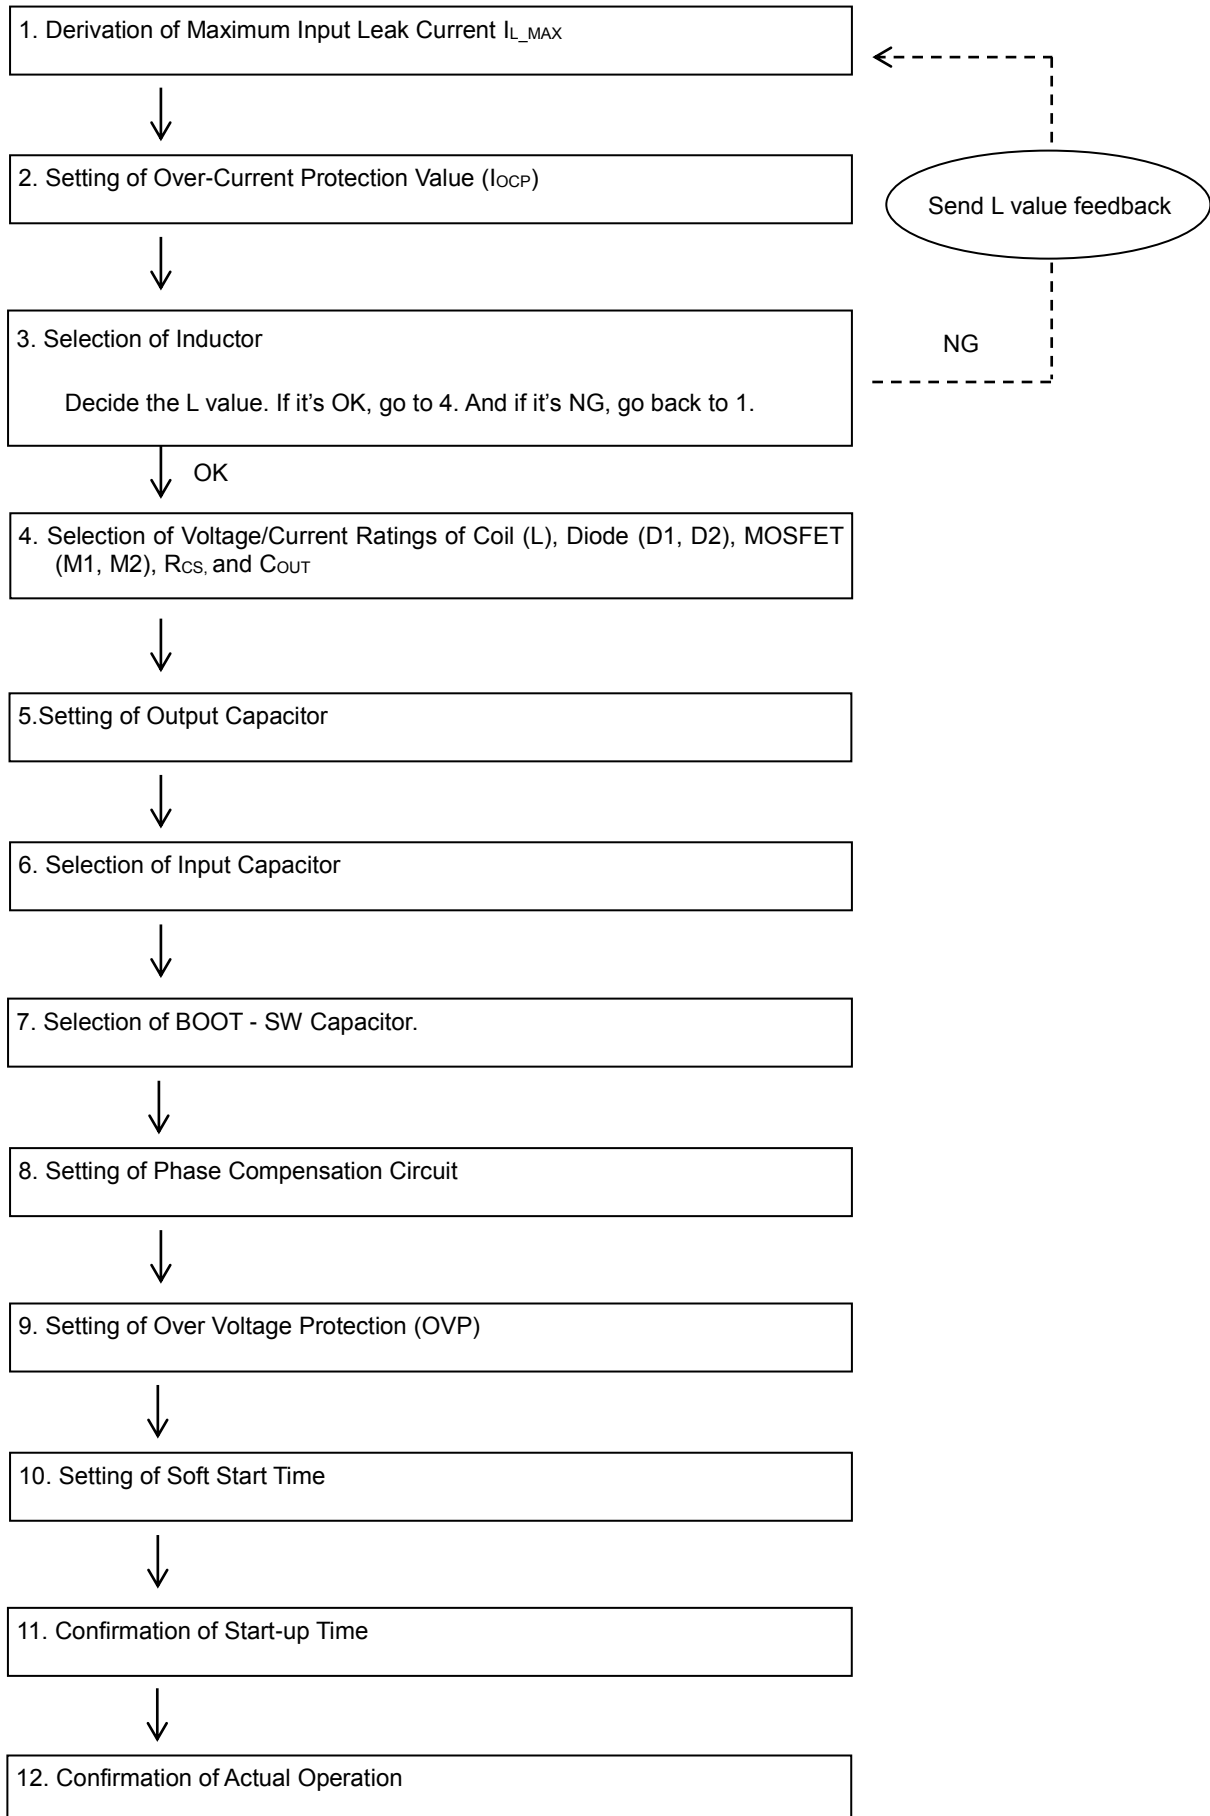 1. Derivation of Maximum Input Leak Current IL_MAX
2. Setting of Over-Current Protection Value (IOCP)
Send L value feedback
3. Selection of Inductor
NG
Decide the L value. If it's OK, go to 4. And if it's NG, go back to 1.
OK
4. Selection of Voltage/Current Ratings of Coil (L), Diode (D1, D2), MOSFET
(M1, M2), RCS, and COUT
5.Setting of Output Capacitor
6. Selection of Input Capacitor
7. Selection of BOOT - SW Capacitor.
8. Setting of Phase Compensation Circuit
9. Setting of Over Voltage Protection (OVP)
10. Setting of Soft Start Time
11. Confirmation of Start-up Time
12. Confirmation of Actual Operation